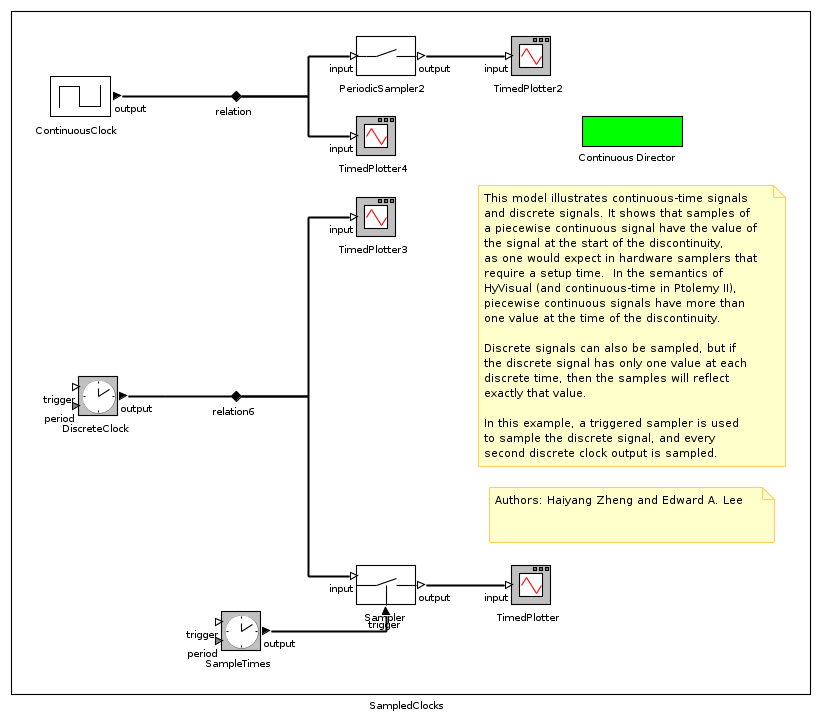 input
output
input
PeriodicSampler2
TimedPlotter2
output
relation
ContinuousClock
input
TimedPlotter4
Continuous Director
This model illustrates continuous-time signals
and discrete signals. It shows that samples of
a piecewise continuous signal have the value of
the signal at the start of the discontinuity,
as one would expect in hardware samplers that
require a setup time.  In the semantics of
HyVisual (and continuous-time in Ptolemy II),
piecewise continuous signals have more than
one value at the time of the discontinuity.
Discrete signals can also be sampled, but if
the discrete signal has only one value at each
discrete time, then the samples will reflect
exactly that value.
In this example, a triggered sampler is used
to sample the discrete signal, and every
second discrete clock output is sampled.
input
TimedPlotter3
trigger
output
period
DiscreteClock
relation6
Authors: Haiyang Zheng and Edward A. Lee
input
output
input
Sampler
trigger
TimedPlotter
trigger
output
period
SampleTimes
SampledClocks